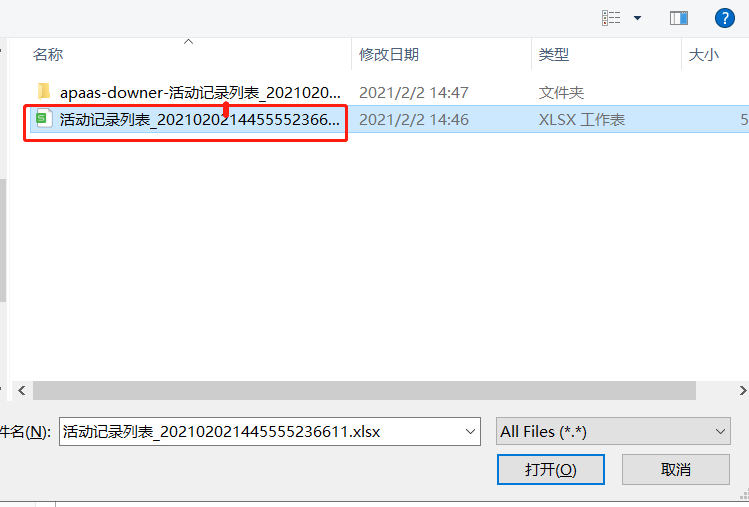 名称 修改日期 类型 大小
apaas-downer-活动记录列表_2021020... 2021/2/2 14:47 文件夹
活动记录列表_2021020214455552366... 2021/2/2 14:46 XLSX 工作表 5
件名(N): 活动记录列表_202102021445555236611.xlsx All Files (*.*)
打开(O) 取消